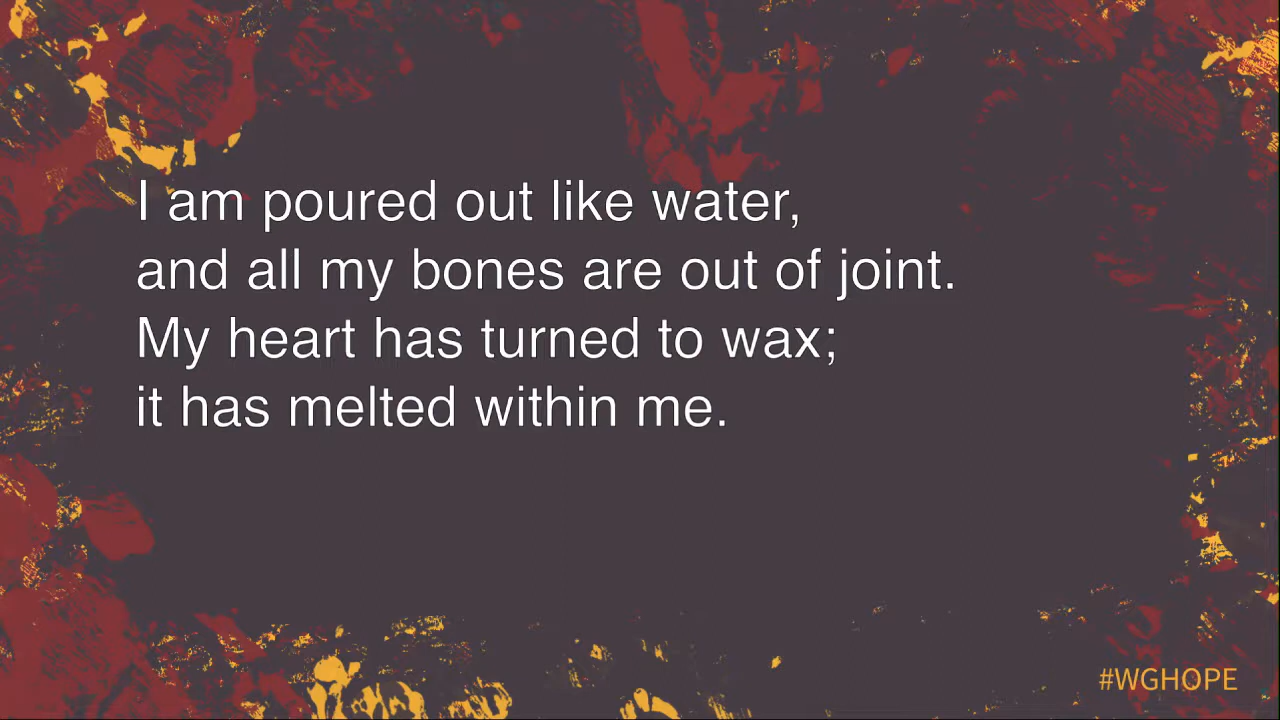 I am poured out like water,
and all my bones are out of joint.
My heart has turned to wax;
it has melted within me.
#WGHOPE